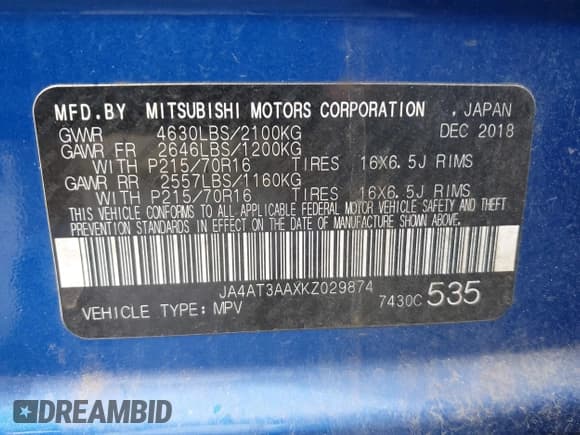 MFD.BY MITSUBISHI MOTORS CORPORATION , JAPAN
GVWR 4630LBS/2100KG DEC 2018
GAWR FR 2646LBS/1200KG
WITH P215/70R16 TIRES 16X6.5J RIMS
GAWR RR 2557LBS/1160KG
WITH P215/70R16 TIRES 16X6.5J RIMS
THIS VEHICLE CONFORMS TO ALL APPLICABLE FEDERAL MOTOR VEHICLE SAFETY AND THEFT
PREVENTION STANDARDS IN EFFECT ON THE DATE OF MANUFACTURE SHOWN ABOVE.
JA4AT3AAXKZ029874
VEHICLE TYPE: MPV 7430C 535
DREAMBID